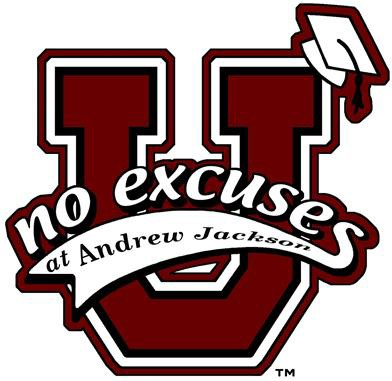 U
no excuses
at Andrew Jackson
TM